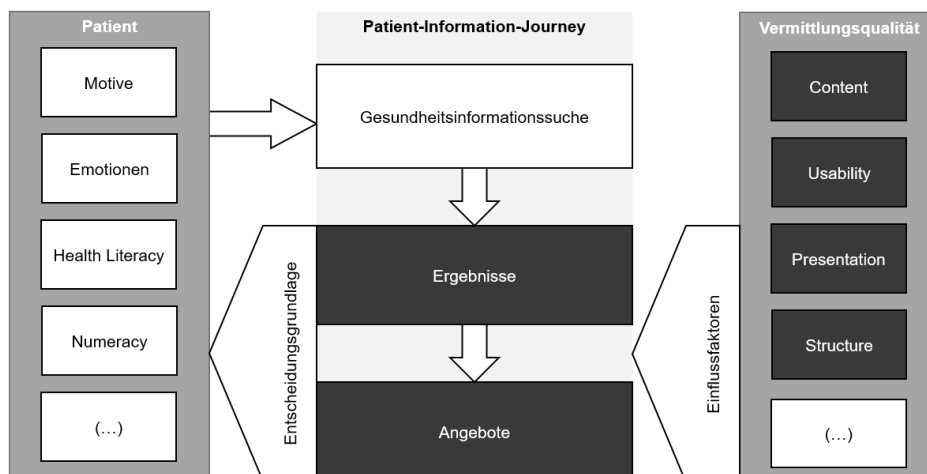 Patient
Motive
Emotionen
Health Literacy
Numeracy
(…)
Patient-Information-Journey
Gesundheitsinformationssuche
Entscheidungsgrundlage
Ergebnisse
Angebote
Einflussfaktoren
Vermittlungsqualität
Content
Usability
Presentation
Structure
(…)